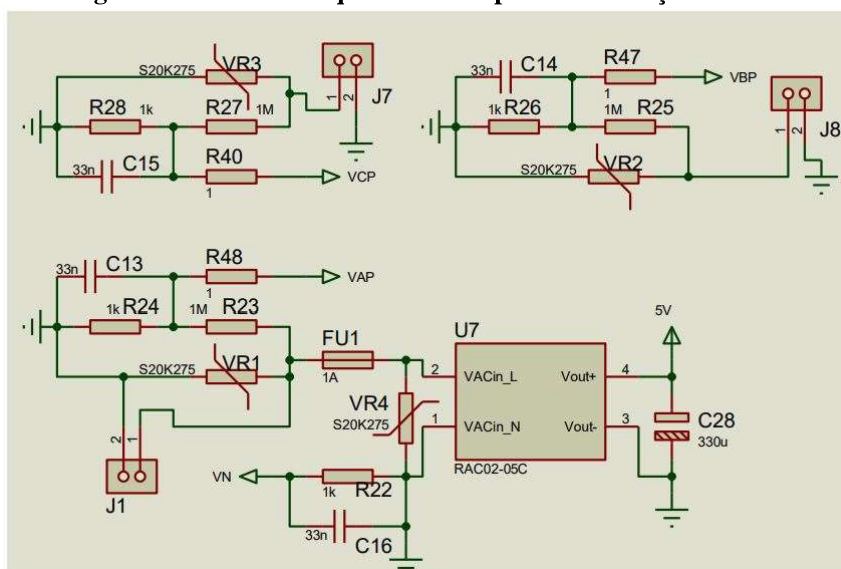 VR3
S20K275
J7
1
2
R28
1k
R27
1M
33n
C15
R40
1
VCP
33n
C14
R47
1
VBP
1k
R26
1M
R25
J8
1
2
S20K275
VR2
33n
C13
R48
1
VAP
1k
R24
1M
R23
S20K275
VR1
2
1
J1
FU1
1A
VR4
S20K275
U7
2
VACin_L
Vout+
4
1
VACin_N
Vout-
3
RAC02-05C
5V
C28
330u
VN
1k
R22
33n
C16